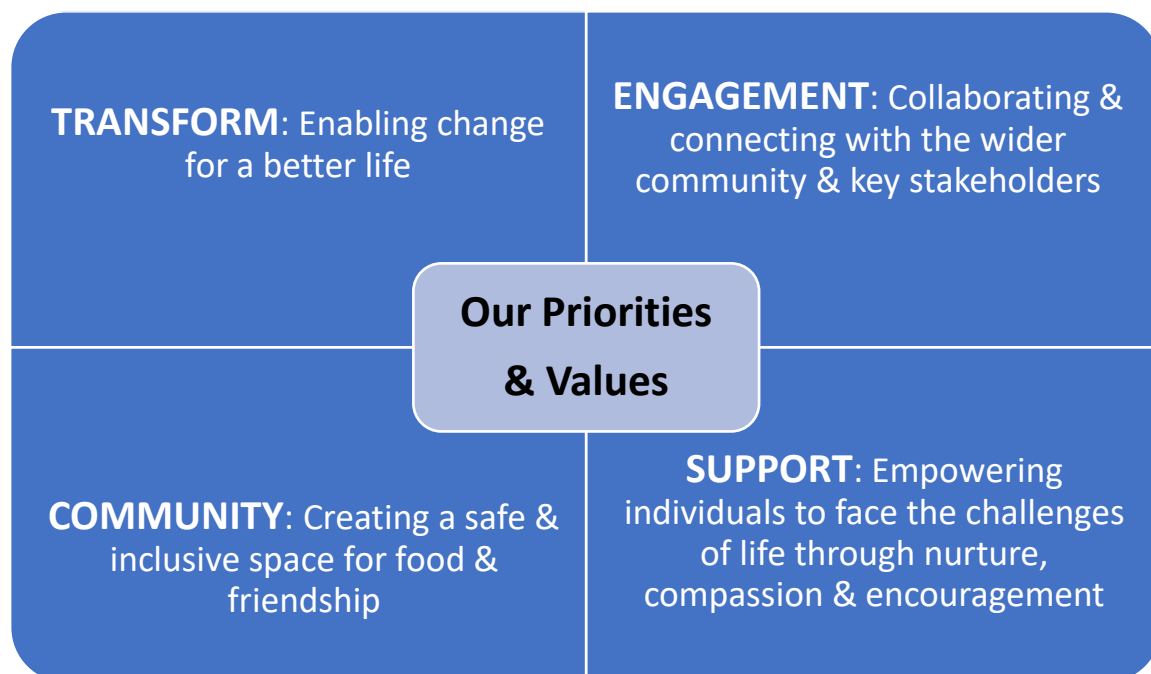 TRANSFORM: Enabling change
for a better life
ENGAGEMENT: Collaborating &
connecting with the wider
community & key stakeholders
Our Priorities
& Values
COMMUNITY: Creating a safe &
inclusive space for food &
friendship
SUPPORT: Empowering
individuals to face the challenges
of life through nurture,
compassion & encouragement